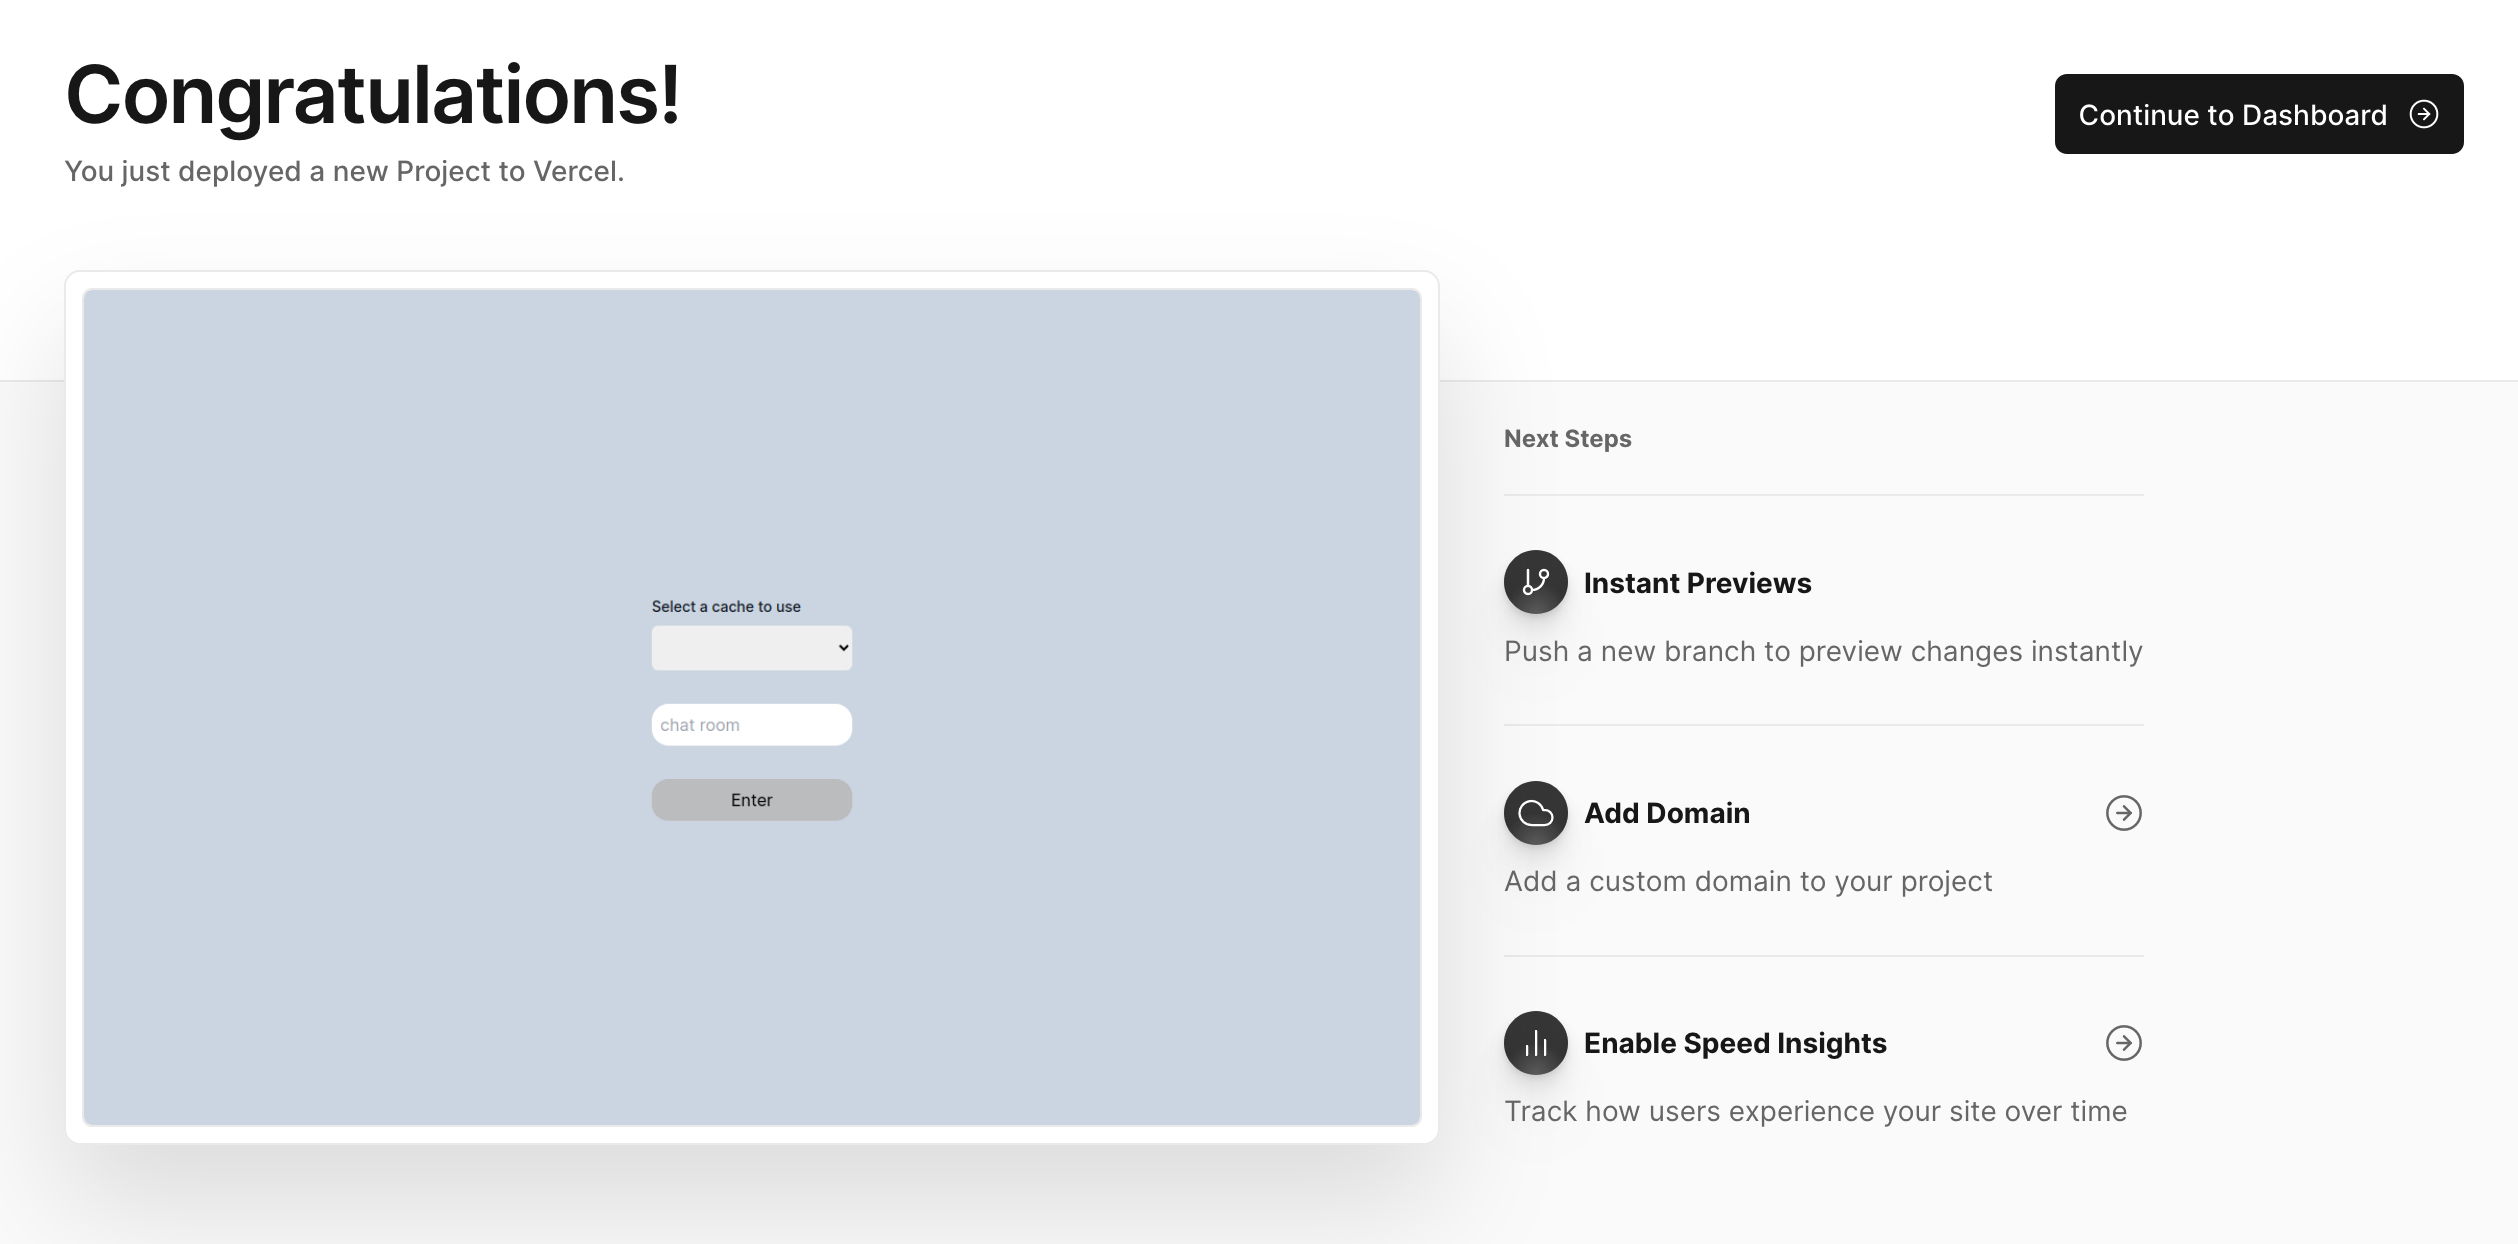 Congratulations!
You just deployed a new Project to Vercel.
Continue to Dashboard
Select a cache to use
chat room
Enter
Next Steps
Instant Previews
Push a new branch to preview changes instantly
Add Domain
Add a custom domain to your project
Enable Speed Insights
Track how users experience your site over time